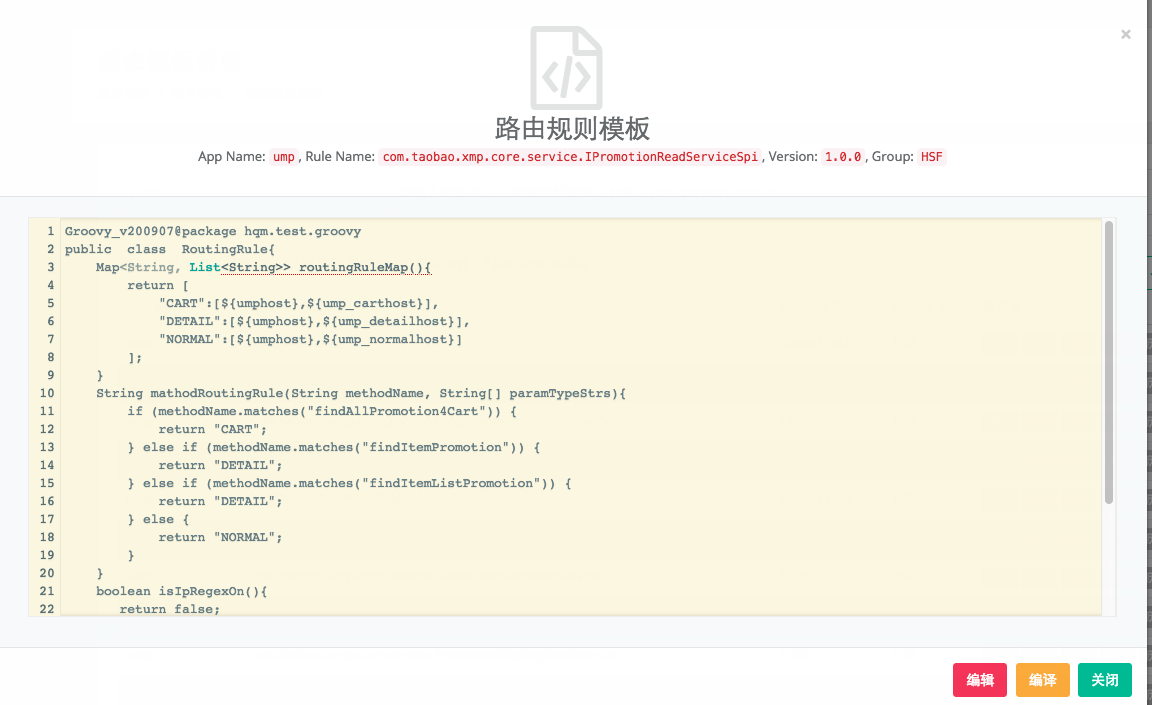 ×
路由规则模板
App Name: ump , Rule Name: com.taobao.xmp.core.service.IPromotionReadServiceSpi , Version: 1.0.0 , Group: HSF
1 Groovy_v200907@package hqm.test.groovy
2 public  class  RoutingRule{
3     Map<String, List<String>> routingRuleMap(){
4         return [
5             "CART":[${umphost},${ump_carthost}],
6             "DETAIL":[${umphost},${ump_detailhost}],
7             "NORMAL":[${umphost},${ump_normalhost}]
8         ];
9     }
10     String mathodRoutingRule(String methodName, String[] paramTypeStrs){
11         if (methodName.matches("findAllPromotion4Cart")) {
12             return "CART";
13         } else if (methodName.matches("findItemPromotion")) {
14             return "DETAIL";
15         } else if (methodName.matches("findItemListPromotion")) {
16             return "DETAIL";
17         } else {
18             return "NORMAL";
19         }
20     }
21     boolean isIpRegexOn(){
22        return false;
编辑 编译 关闭